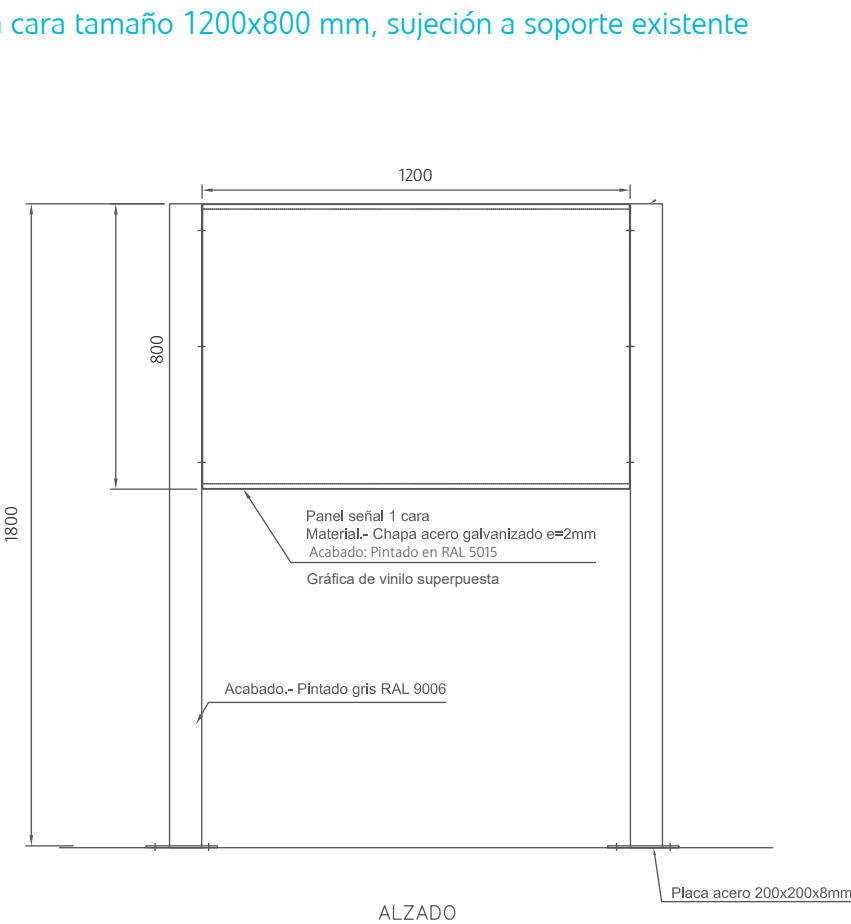 cara tamaño 1200x800 mm, sujeción a soporte existente
1200
800
1800
Panel señal 1 cara
Material.- Chapa acero galvanizado e=2mm
Acabado: Pintado en RAL 5015
Gráfica de vinilo superpuesta
Acabado.- Pintado gris RAL 9006
Placa acero 200x200x8mm
ALZADO